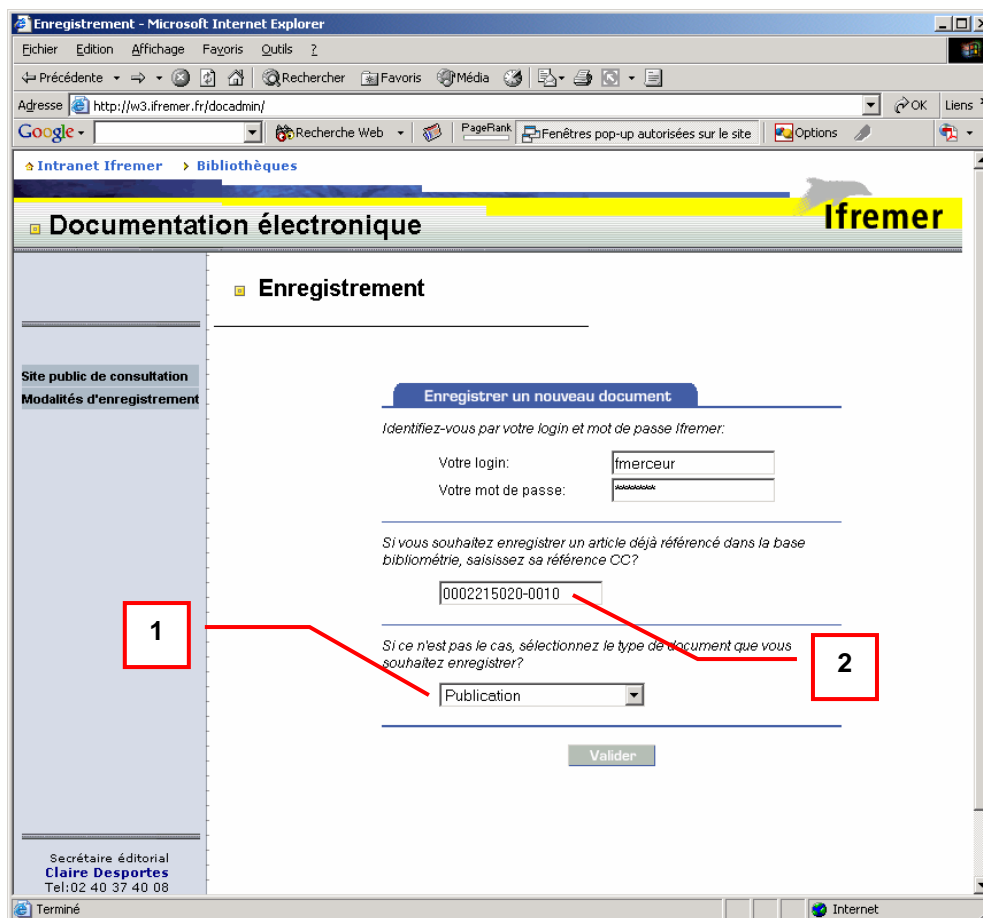 Enregistrement - Microsoft Internet Explorer
Fichier Edition Affichage Favoris Outils ?
Précédente Rechercher Favoris Média
Adresse http://w3.ifremer.fr/docadmin/ OK Liens
Google Recherche Web PageRank Fenêtres pop-up autorisées sur le site Options
Intranet Ifremer Bibliothèques
Documentation électronique
Ifremer
Enregistrement
Site public de consultation
Modalités d'enregistrement
Enregistrer un nouveau document
Identifiez-vous par votre login et mot de passe Ifremer:
Votre login: fmerceur
Votre mot de passe: ********
Si vous souhaitez enregistrer un article déjà référencé dans la base
bibliométrie, saisissez sa référence CC?
0002215020-0010
1
Si ce n'est pas le cas, sélectionnez le type de document que vous
souhaitez enregistrer?
2
Publication
Valider
Secrétaire éditorial
Claire Desportes
Tel:02 40 37 40 08
Terminé Internet